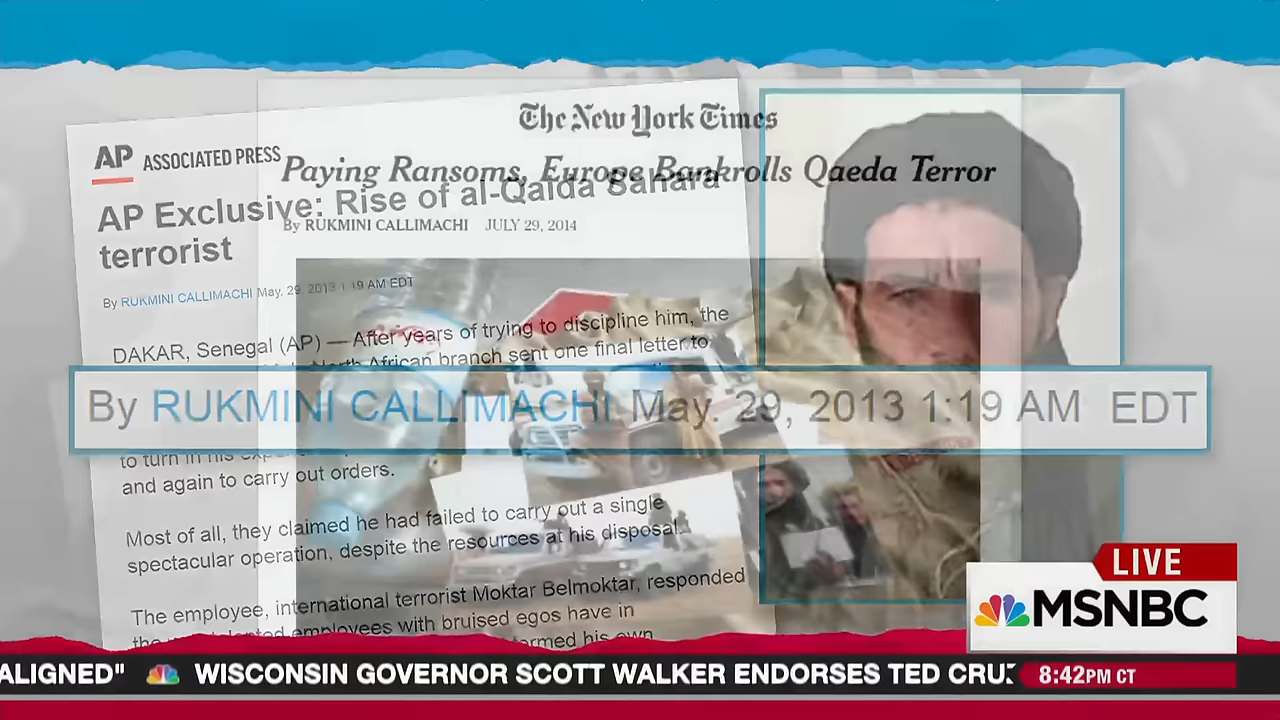 The New York Times
Paying Ransoms, Europe Bankrolls Qaeda Terror
By RUKMINI CALLIMACHI JULY 29, 2014
AP ASSOCIATED PRESS
AP Exclusive: Rise of al-Qaida Sahara
terrorist
By RUKMINI CALLIMACHI May. 29, 2013 1:19 AM EDT
DAKAR, Senegal (AP) — After years of trying to discipline him, the
North African branch sent one final letter to
By RUKMINI CALLIMACHI May. 29, 2013 1:19 AM EDT
to turn in his
and again to carry out orders.
Most of all, they claimed he had failed to carry out a single
spectacular operation, despite the resources at his disposal.
The employee, international terrorist Moktar Belmoktar, responded
employees with bruised egos have in
his own
LIVE
MSNBC
ALIGNED" WISCONSIN GOVERNOR SCOTT WALKER ENDORSES TED CRUZ 8:42PM CT